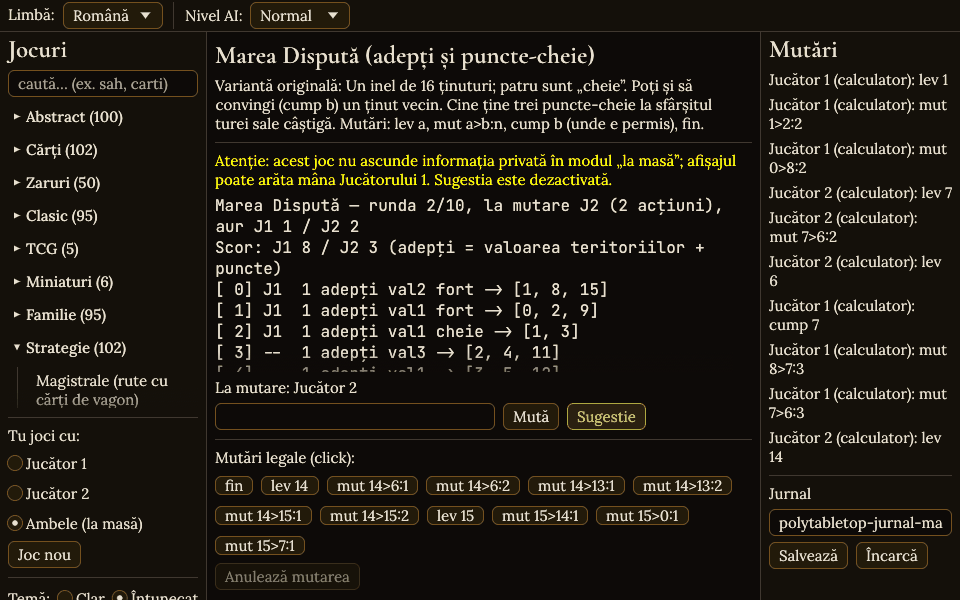 Limbă: Română ▼ Nivel AI: Normal ▼
Jocuri
caută... (ex. sah, carti)
▸ Abstract (100)
▸ Cărți (102)
▸ Zaruri (50)
▸ Clasic (95)
▸ TCG (5)
▸ Miniaturi (6)
▸ Familie (95)
▾ Strategie (102)
Magistrale (rute cu
cărți de vagon)
Tu joci cu:
Jucător 1
Jucător 2
Ambele (la masă)
Joc nou
Temă: Clar Întunecat
Marea Dispută (adepți și puncte-cheie)
Variantă originală: Un inel de 16 ținuturi; patru sunt „cheie”. Poți și să
convingi (cump b) un ținut vecin. Cine ține trei puncte-cheie la sfârșitul
turei sale câștigă. Mutări: lev a, mut a>b:n, cump b (unde e permis), fin.
Atenție: acest joc nu ascunde informația privată în modul „la masă”; afișajul
poate arăta mâna Jucătorului 1. Sugestia este dezactivată.
Marea Dispută — runda 2/10, la mutare J2 (2 acțiuni),
aur J1 1 / J2 2
Scor: J1 8 / J2 3 (adepți = valoarea teritoriilor +
puncte)
[ 0] J1  1 adepți val2 fort —> [1, 8, 15]
[ 1] J1  1 adepți val1 fort —> [0, 2, 9]
[ 2] J1  1 adepți val1 cheie —> [1, 3]
[ 3] --  1 adepți val3 —> [2, 4, 11]
La mutare: Jucător 2
Mută Sugestie
Mutări legale (click):
fin lev 14 mut 14>6:1 mut 14>6:2 mut 14>13:1 mut 14>13:2
mut 14>15:1 mut 14>15:2 lev 15 mut 15>14:1 mut 15>0:1
mut 15>7:1
Anulează mutarea
Mutări
Jucător 1 (calculator): lev 1
Jucător 1 (calculator): mut
1>2:2
Jucător 1 (calculator): mut
0>8:2
Jucător 2 (calculator): lev 7
Jucător 2 (calculator):
mut 7>6:2
Jucător 2 (calculator): lev
6
Jucător 1 (calculator):
cump 7
Jucător 1 (calculator): mut
8>7:3
Jucător 1 (calculator): mut
7>6:3
Jucător 2 (calculator): lev
14
Jurnal
polytabletop-jurnal-ma
Salvează Încarcă